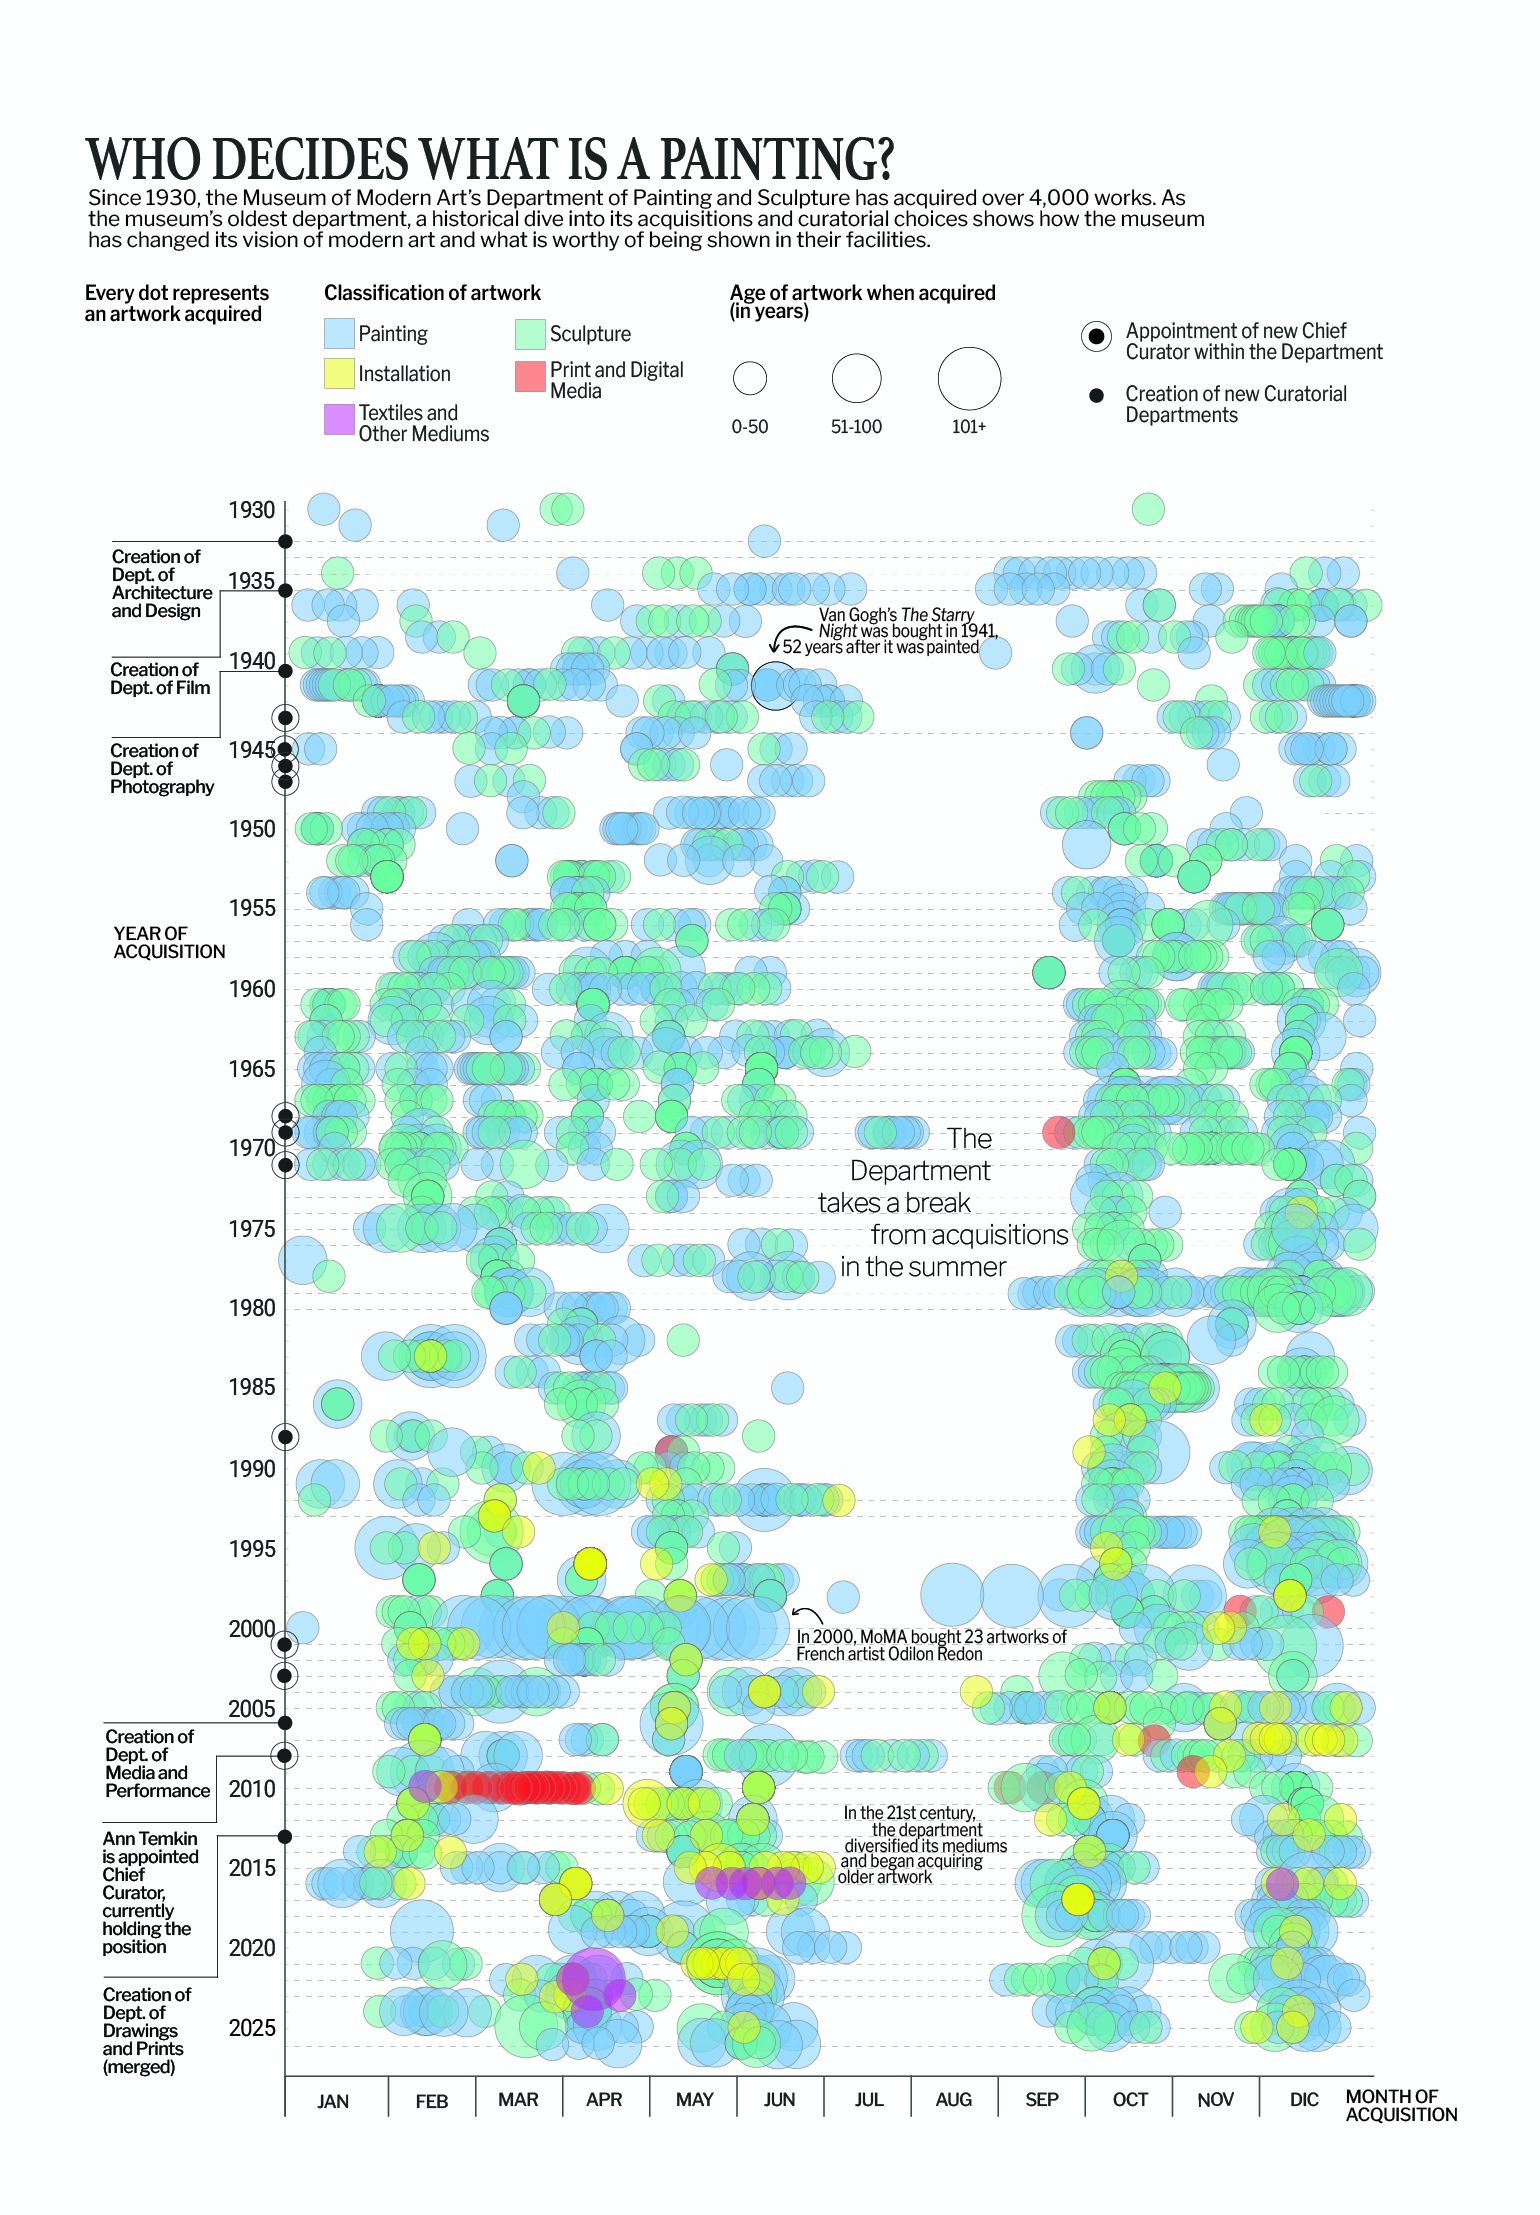 WHO DECIDES WHAT IS A PAINTING?
Since 1930, the Museum of Modern Art's Department of Painting and Sculpture has acquired over 4,000 works. As
the museum's oldest department, a historical dive into its acquisitions and curatorial choices shows how the museum
has changed its vision of modern art and what is worthy of being shown in their facilities.
Every dot represents
an artwork acquired
Classification of artwork
Painting
Sculpture
Installation
Print and Digital
Media
Textiles and
Other Mediums
Age of artwork when acquired
(in years)
0-50
51-100
101+
Appointment of new Chief
Curator within the Department
Creation of new Curatorial
Departments
1930
1935
1940
1945
1950
1955
1960
1965
1970
1975
1980
1985
1990
1995
2000
2005
2010
2015
2020
2025
Creation of
Dept. of
Architecture
and Design
Creation of
Dept. of Film
Creation of
Dept. of
Photography
YEAR OF
ACQUISITION
Creation of
Dept. of
Media and
Performance
Ann Temkin
is appointed
Chief
Curator,
currently
holding the
position
Creation of
Dept. of
Drawings
and Prints
(merged)
Van Gogh's The Starry
Night was bought in 1941,
52 years after it was painted
The
Department
takes a break
from acquisitions
in the summer
In 2000, MoMA bought 23 artworks of
French artist Odilon Redon
In the 21st century,
the department
diversified its mediums
and began acquiring
older artwork
JAN
FEB
MAR
APR
MAY
JUN
JUL
AUG
SEP
OCT
NOV
DIC
MONTH OF
ACQUISITION